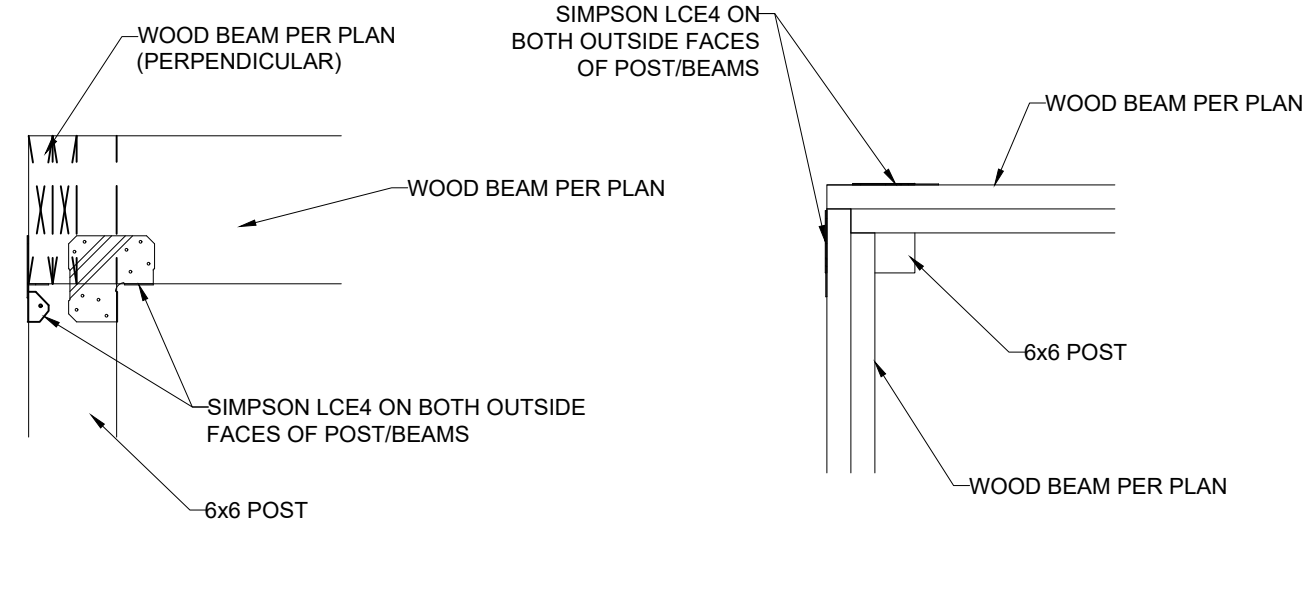 WOOD BEAM PER PLAN
(PERPENDICULAR)
WOOD BEAM PER PLAN
SIMPSON LCE4 ON BOTH OUTSIDE
FACES OF POST/BEAMS
6x6 POST
SIMPSON LCE4 ON
BOTH OUTSIDE FACES
OF POST/BEAMS
WOOD BEAM PER PLAN
6x6 POST
WOOD BEAM PER PLAN